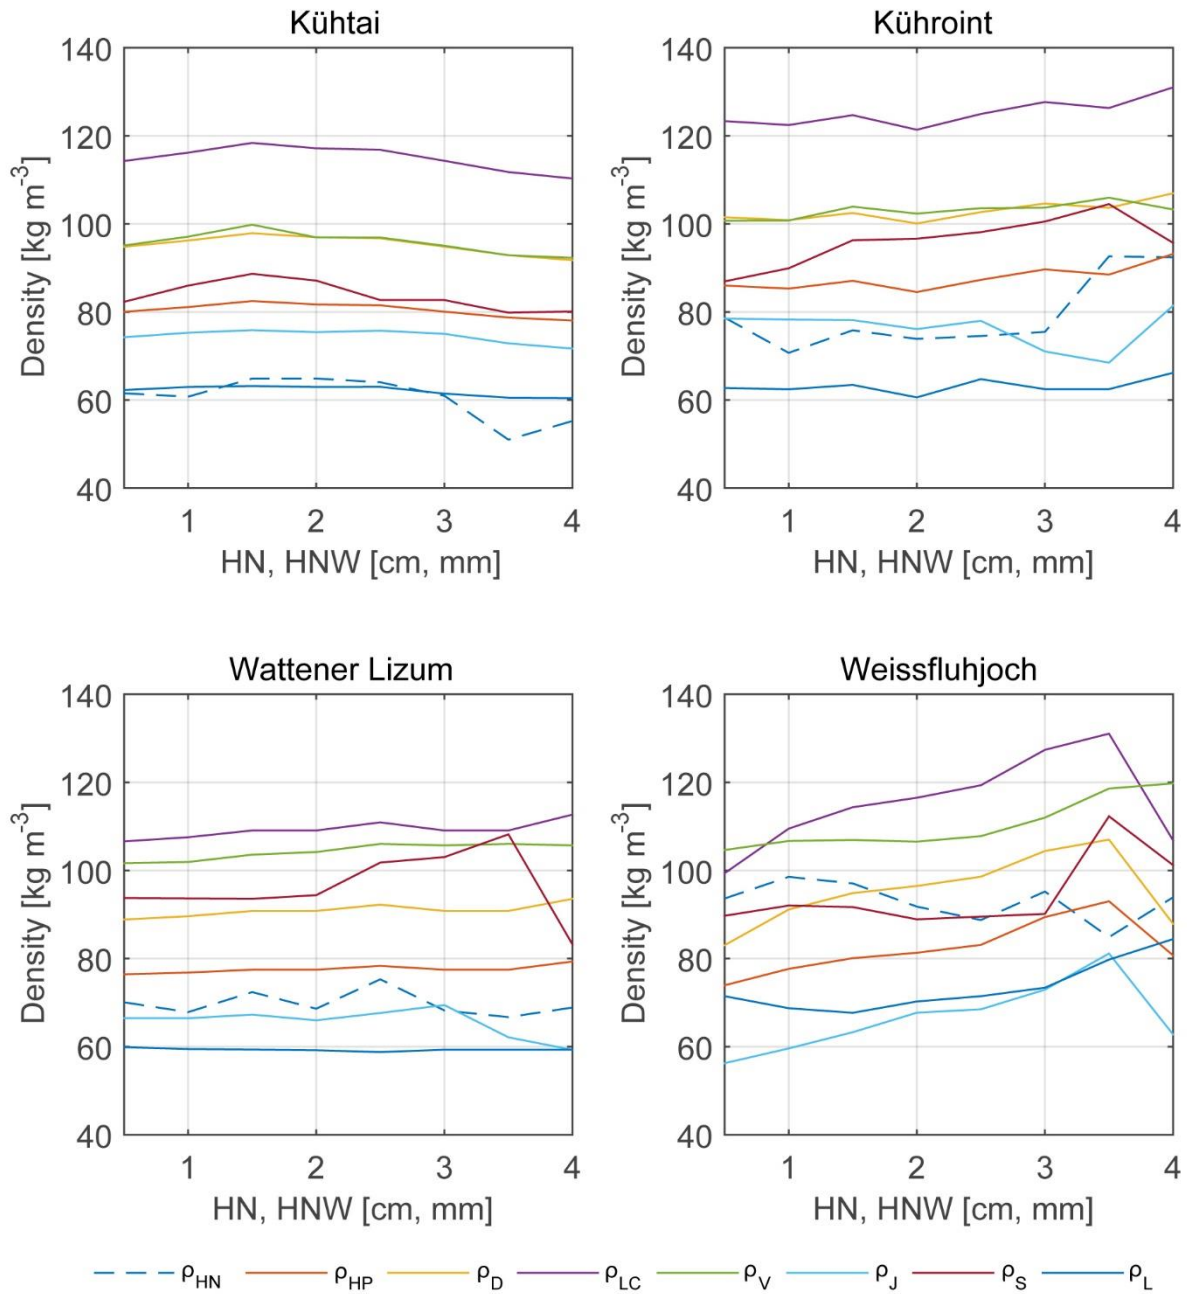 Kühtai
Kühroint
140
120
100
80
60
40
Density [kg m⁻³]
1 2 3 4
HN, HNW [cm, mm]
140
120
100
80
60
40
Density [kg m⁻³]
1 2 3 4
HN, HNW [cm, mm]
Wattener Lizum
Weissfluhjoch
140
120
100
80
60
40
Density [kg m⁻³]
1 2 3 4
HN, HNW [cm, mm]
140
120
100
80
60
40
Density [kg m⁻³]
1 2 3 4
HN, HNW [cm, mm]
ρHN ρHP ρD ρLC ρV ρJ ρS ρL